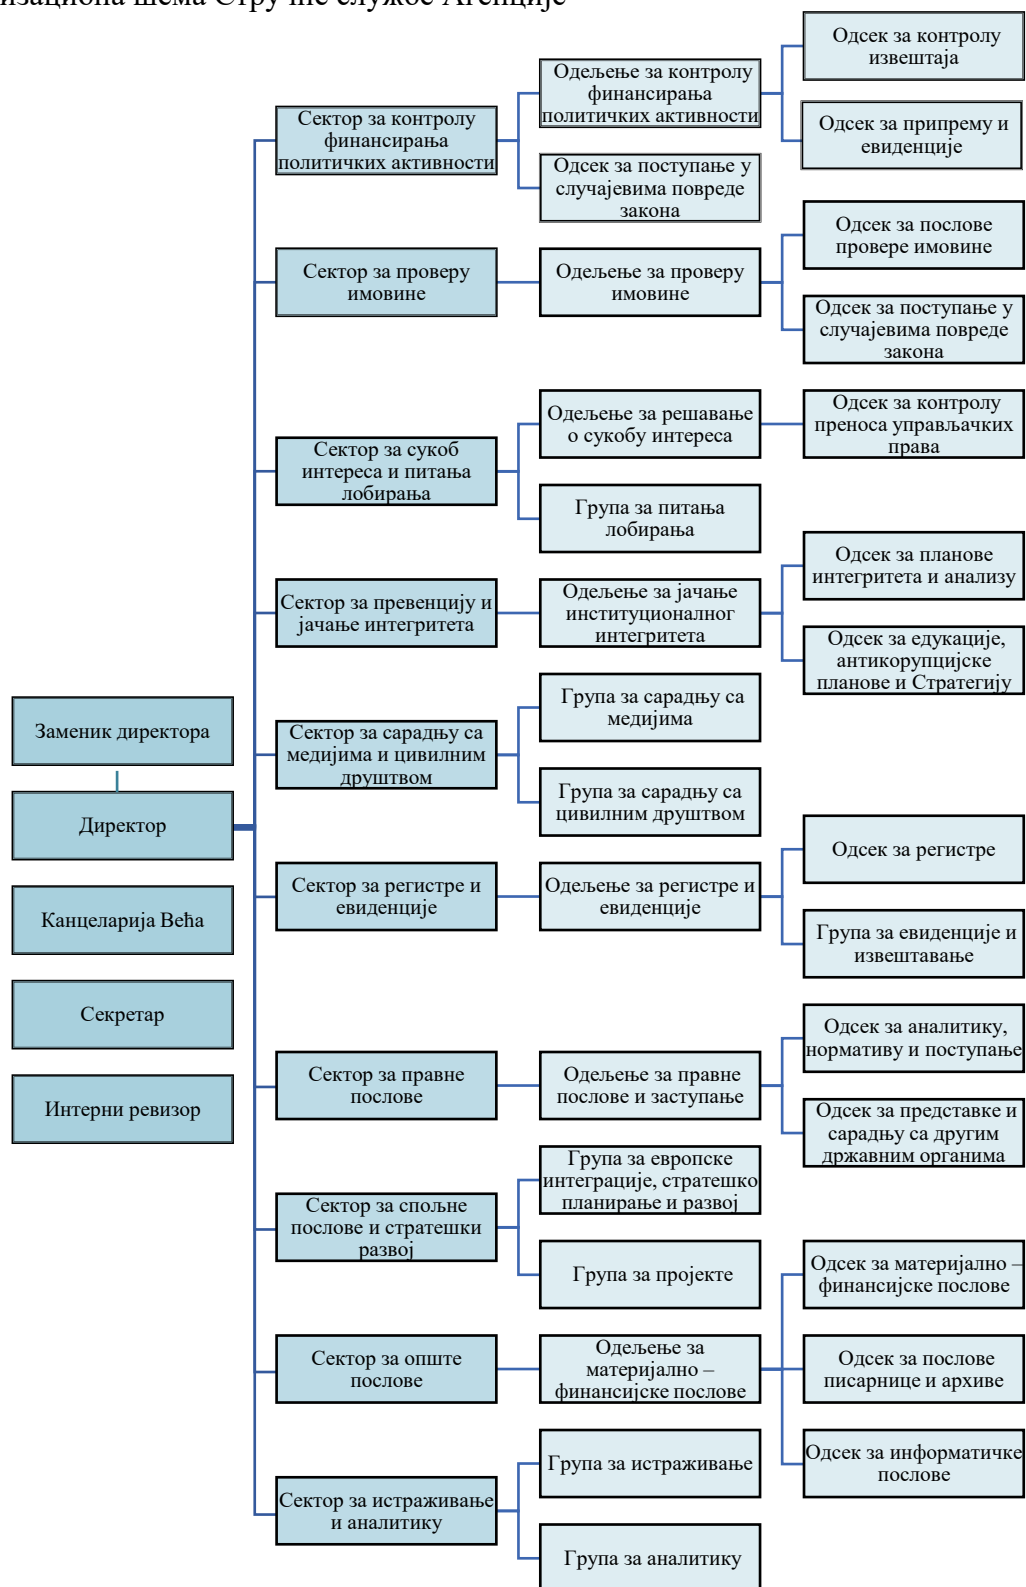 изациона шема Стручне службе Агенције
Одсек за контролу
извештаја
Одељење за контролу
финансирања
политичких активности
Сектор за контролу
финансирања
политичких активности
Одсек за припрему и
евиденције
Одсек за поступање у
случајевима повреде
закона
Одсек за послове
провере имовине
Сектор за проверу
имовине
Одељење за проверу
имовине
Одсек за поступање у
случајевима повреде
закона
Одељење за решавање
о сукобу интереса
Одсек за контролу
преноса управљачких
права
Сектор за сукоб
интереса и питања
лобирања
Група за питања
лобирања
Одсек за планове
интегритета и анализу
Сектор за превенцију и
јачање интегритета
Одељење за јачање
институционалног
интегритета
Одсек за едукације,
антикорупцијске
планове и Стратегију
Група за сарадњу са
медијима
Заменик директора
Сектор за сарадњу са
медијима и цивилним
друштвом
Група за сарадњу са
цивилним друштвом
Директор
Одсек за регистре
Сектор за регистре и
евиденције
Одељење за регистре и
евиденције
Канцеларија Већа
Група за евиденције и
извештавање
Секретар
Одсек за аналитику,
нормативу и поступање
Сектор за правне
послове
Одељење за правне
послове и заступање
Интерни ревизор
Одсек за представке и
сарадњу са другим
државним органима
Група за европске
интеграције, стратешко
планирање и развој
Сектор за спољне
послове и стратешки
развој
Група за пројекте
Одсек за материјално –
финансијске послове
Сектор за опште
послове
Одељење за
материјално –
финансијске послове
Одсек за послове
писарнице и архиве
Група за истраживање
Одсек за информатичке
послове
Сектор за истраживање
и аналитику
Група за аналитику